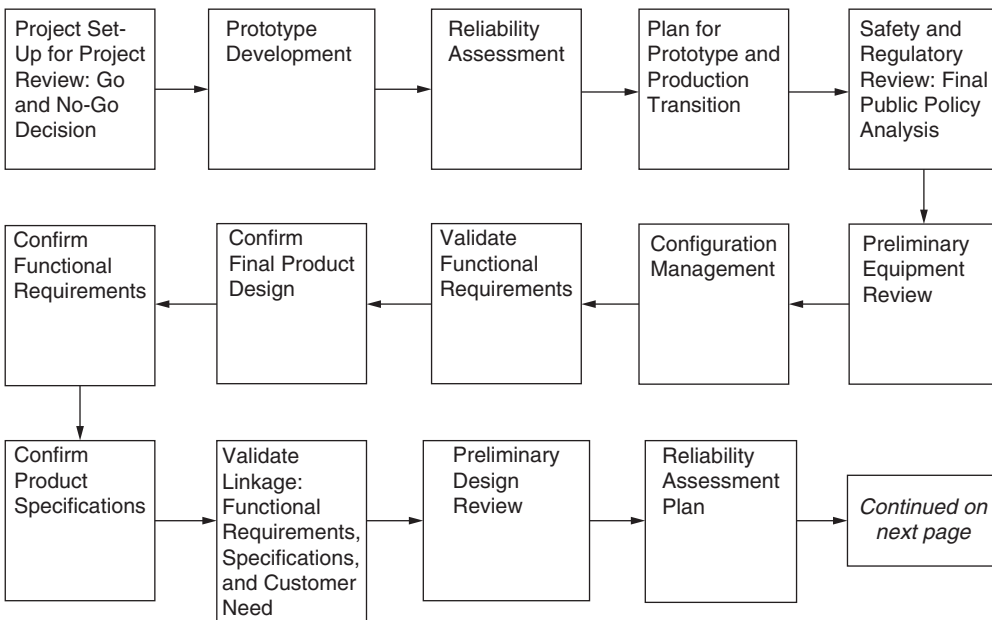 Project Set-
Up for Project
Review: Go
and No-Go
Decision
Prototype
Development
Reliability
Assessment
Plan for
Prototype and
Production
Transition
Safety and
Regulatory
Review: Final
Public Policy
Analysis
Preliminary
Equipment
Review
Configuration
Management
Validate
Functional
Requirements
Confirm
Final Product
Design
Confirm
Functional
Requirements
Confirm
Product
Specifications
Validate
Linkage:
Functional
Requirements,
Specifications,
and Customer
Need
Preliminary
Design
Review
Reliability
Assessment
Plan
Continued on
next page